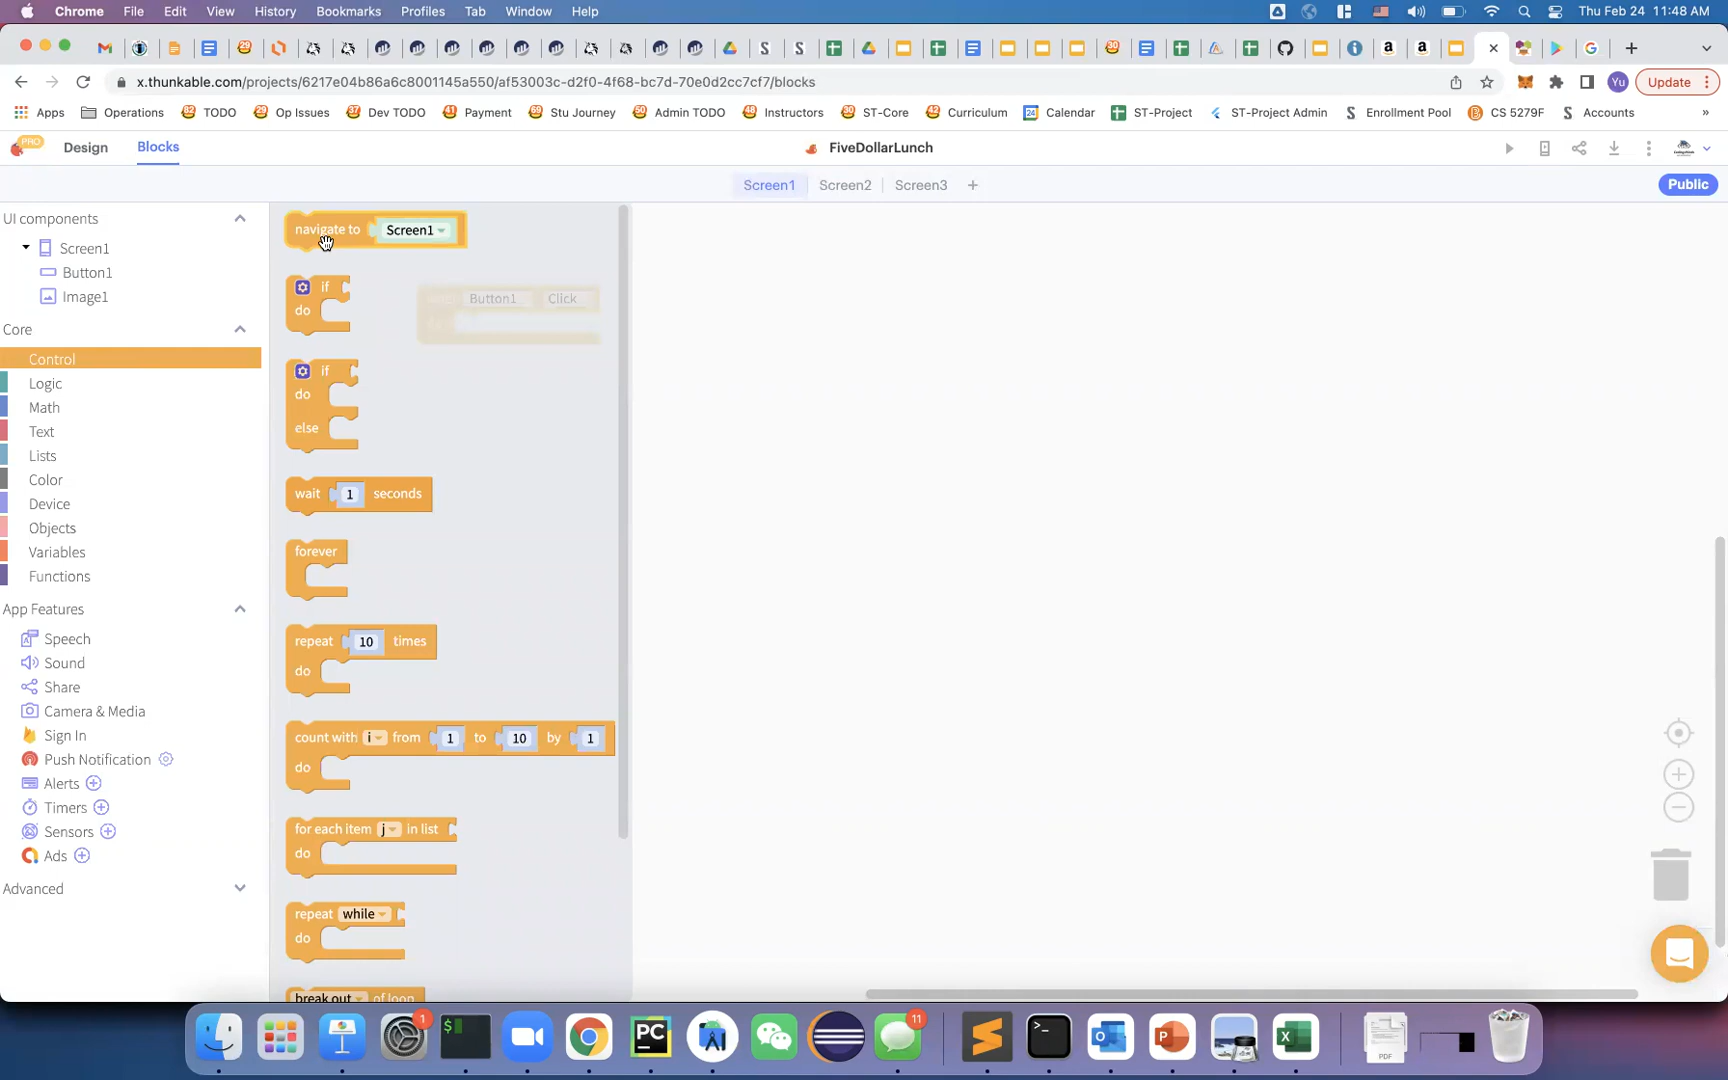 Chrome File Edit View History Bookmarks Profiles Tab Window Help Thu Feb 24 11:48 AM
x.thunkable.com/projects/6217e04b86a6c8001145a550/af53003c-d2f0-4f68-bc7d-70e0d2cc7cf7/blocks Yu Update
Apps Operations TODO Op Issues Dev TODO Payment Stu Journey Admin TODO Instructors ST-Core Curriculum Calendar ST-Project ST-Project Admin Enrollment Pool CS 5279F Accounts »
PRO Design Blocks FiveDollarLunch
Screen1 Screen2 Screen3 + Public
UI components
Screen1
Button1
Image1
Core
Control
Logic
Math
Text
Lists
Color
Device
Objects
Variables
Functions
App Features
Speech
Sound
Share
Camera & Media
Sign In
Push Notification
Alerts
Timers
Sensors
Ads
Advanced
navigate to Screen1
if
do
Button1 Click
if
do
else
wait 1 seconds
forever
repeat 10 times
do
count with i from 1 to 10 by 1
do
for each item j in list
do
repeat while
do
break out of loop
1
11
PDF